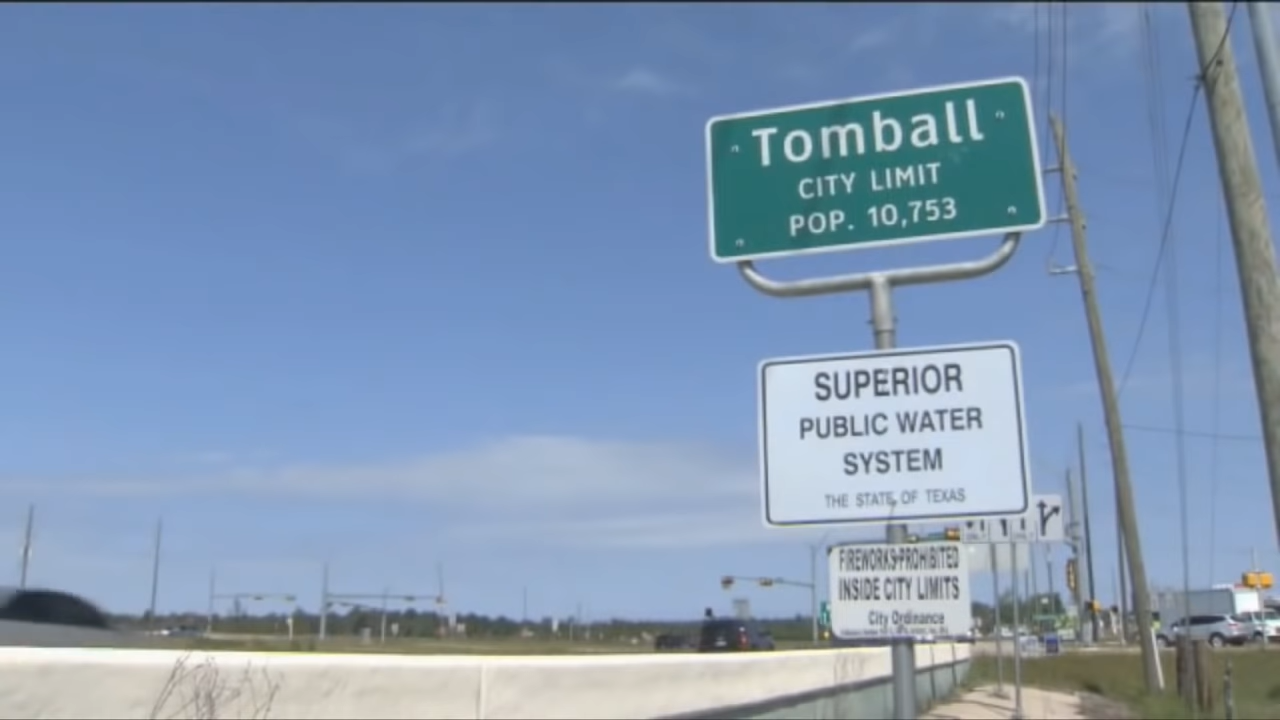 Tomball
CITY LIMIT
POP. 10,753
SUPERIOR
PUBLIC WATER
SYSTEM
THE STATE OF TEXAS
FIREWORKS PROHIBITED
INSIDE CITY LIMITS
City Ordinance